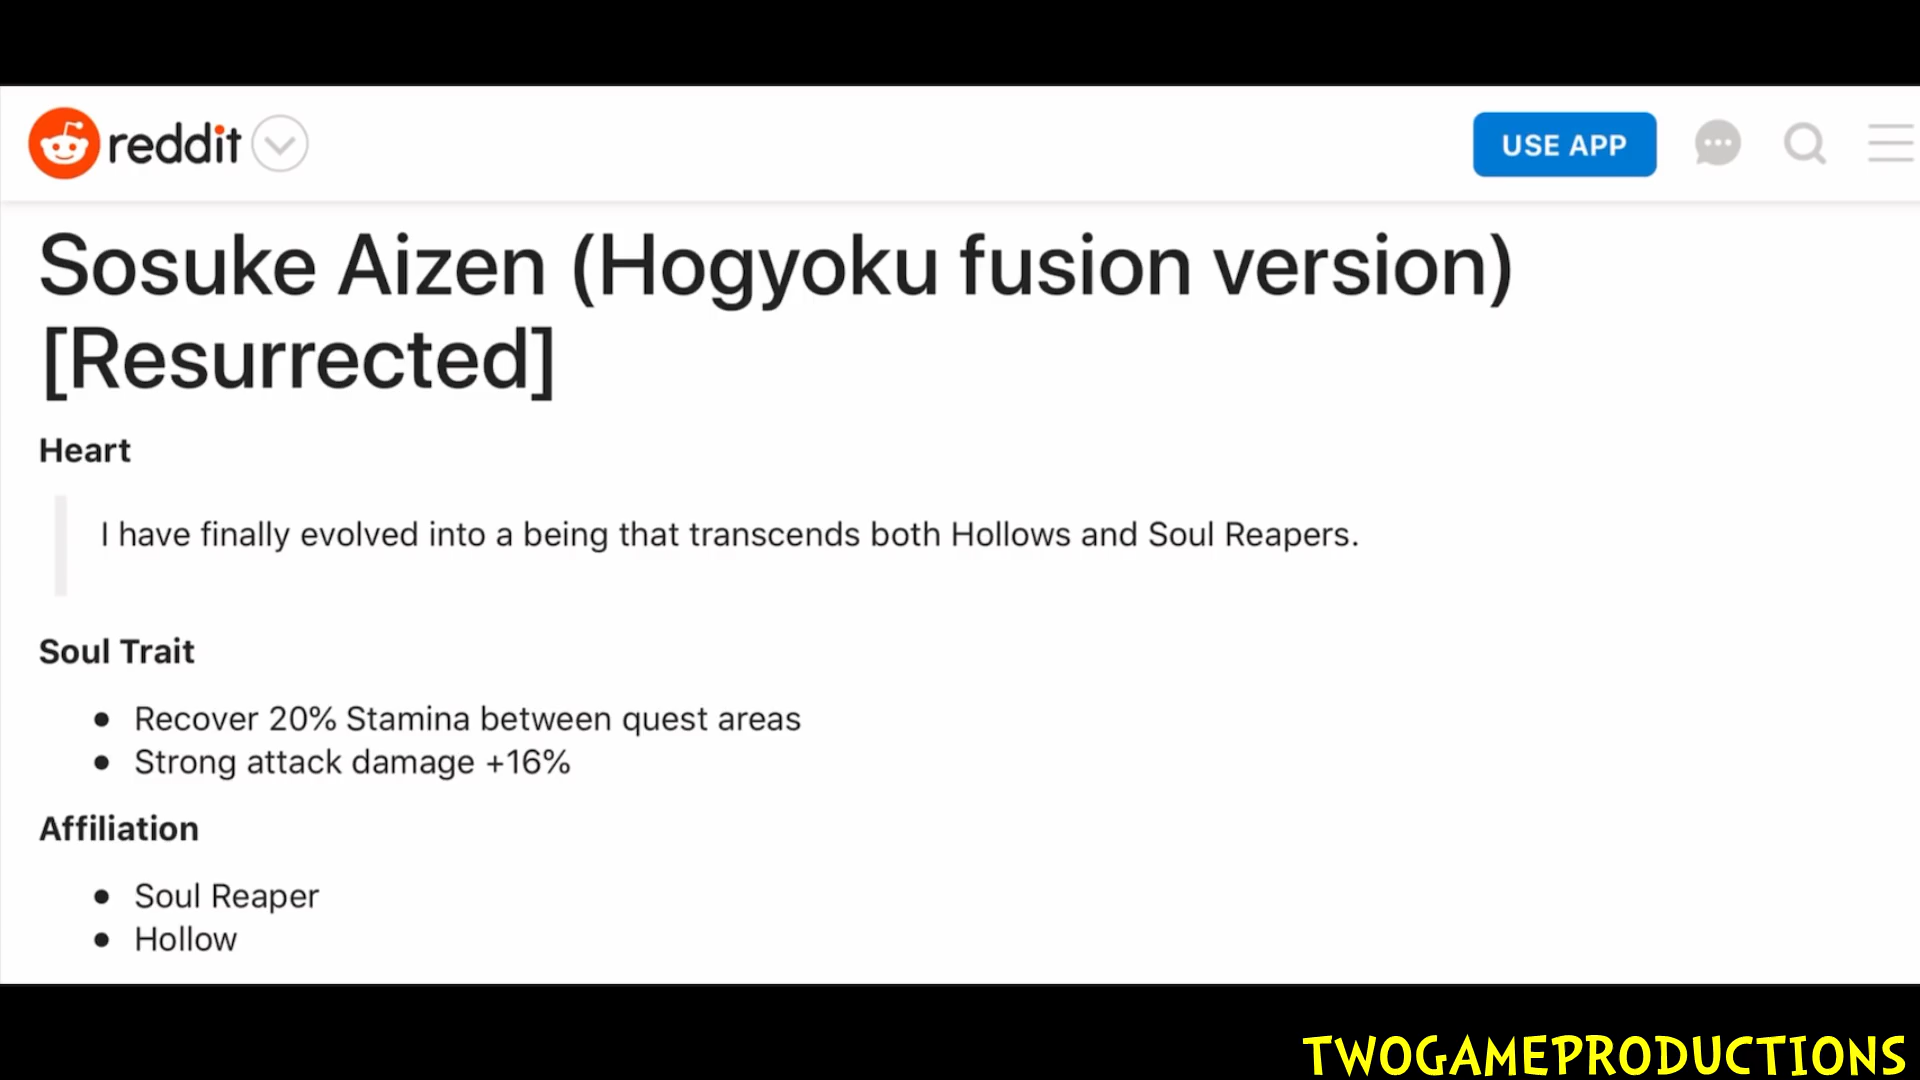 reddit
USE APP
Sosuke Aizen (Hogyoku fusion version)
[Resurrected]
Heart
I have finally evolved into a being that transcends both Hollows and Soul Reapers.
Soul Trait
● Recover 20% Stamina between quest areas
● Strong attack damage +16%
Affiliation
● Soul Reaper
● Hollow
TWOGAMEPRODUCTIONS